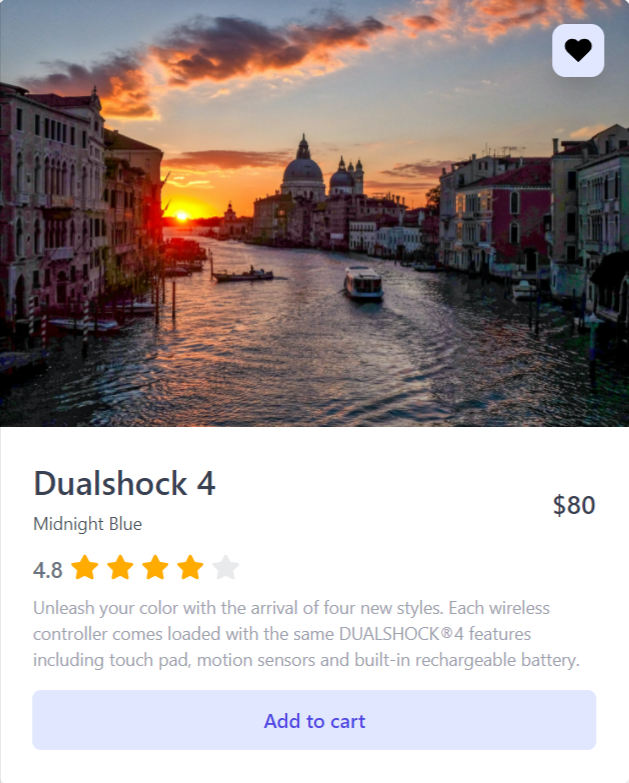 Dualshock 4
$80
Midnight Blue
4.8
Unleash your color with the arrival of four new styles. Each wireless
controller comes loaded with the same DUALSHOCK®4 features
including touch pad, motion sensors and built-in rechargeable battery.
Add to cart